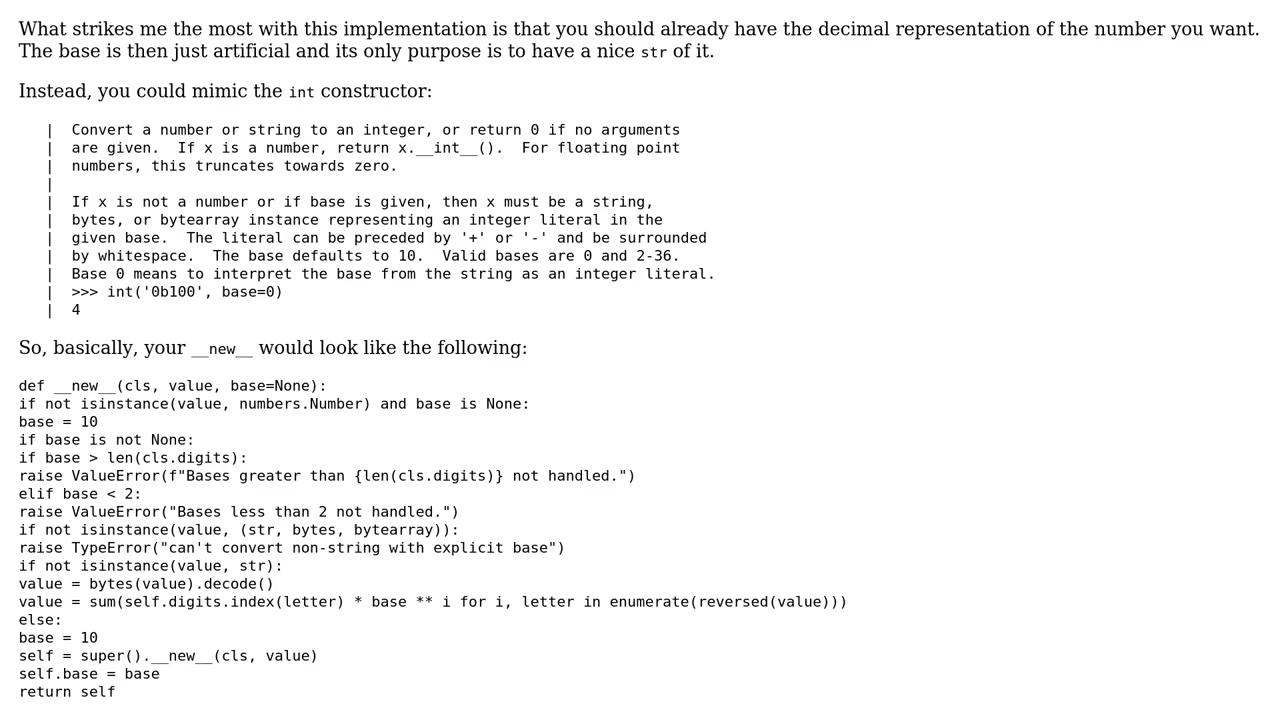 What strikes me the most with this implementation is that you should already have the decimal representation of the number you want.
The base is then just artificial and its only purpose is to have a nice str of it.
Instead, you could mimic the int constructor:
|  Convert a number or string to an integer, or return 0 if no arguments
|  are given.  If x is a number, return x.__int__().  For floating point
|  numbers, this truncates towards zero.
|
|  If x is not a number or if base is given, then x must be a string,
|  bytes, or bytearray instance representing an integer literal in the
|  given base.  The literal can be preceded by '+' or '-' and be surrounded
|  by whitespace.  The base defaults to 10.  Valid bases are 0 and 2-36.
|  Base 0 means to interpret the base from the string as an integer literal.
|  >>> int('0b100', base=0)
|  4
So, basically, your __new__ would look like the following:
def __new__(cls, value, base=None):
if not isinstance(value, numbers.Number) and base is None:
base = 10
if base is not None:
if base > len(cls.digits):
raise ValueError(f"Bases greater than {len(cls.digits)} not handled.")
elif base < 2:
raise ValueError("Bases less than 2 not handled.")
if not isinstance(value, (str, bytes, bytearray)):
raise TypeError("can't convert non-string with explicit base")
if not isinstance(value, str):
value = bytes(value).decode()
value = sum(self.digits.index(letter) * base ** i for i, letter in enumerate(reversed(value)))
else:
base = 10
self = super().__new__(cls, value)
self.base = base
return self